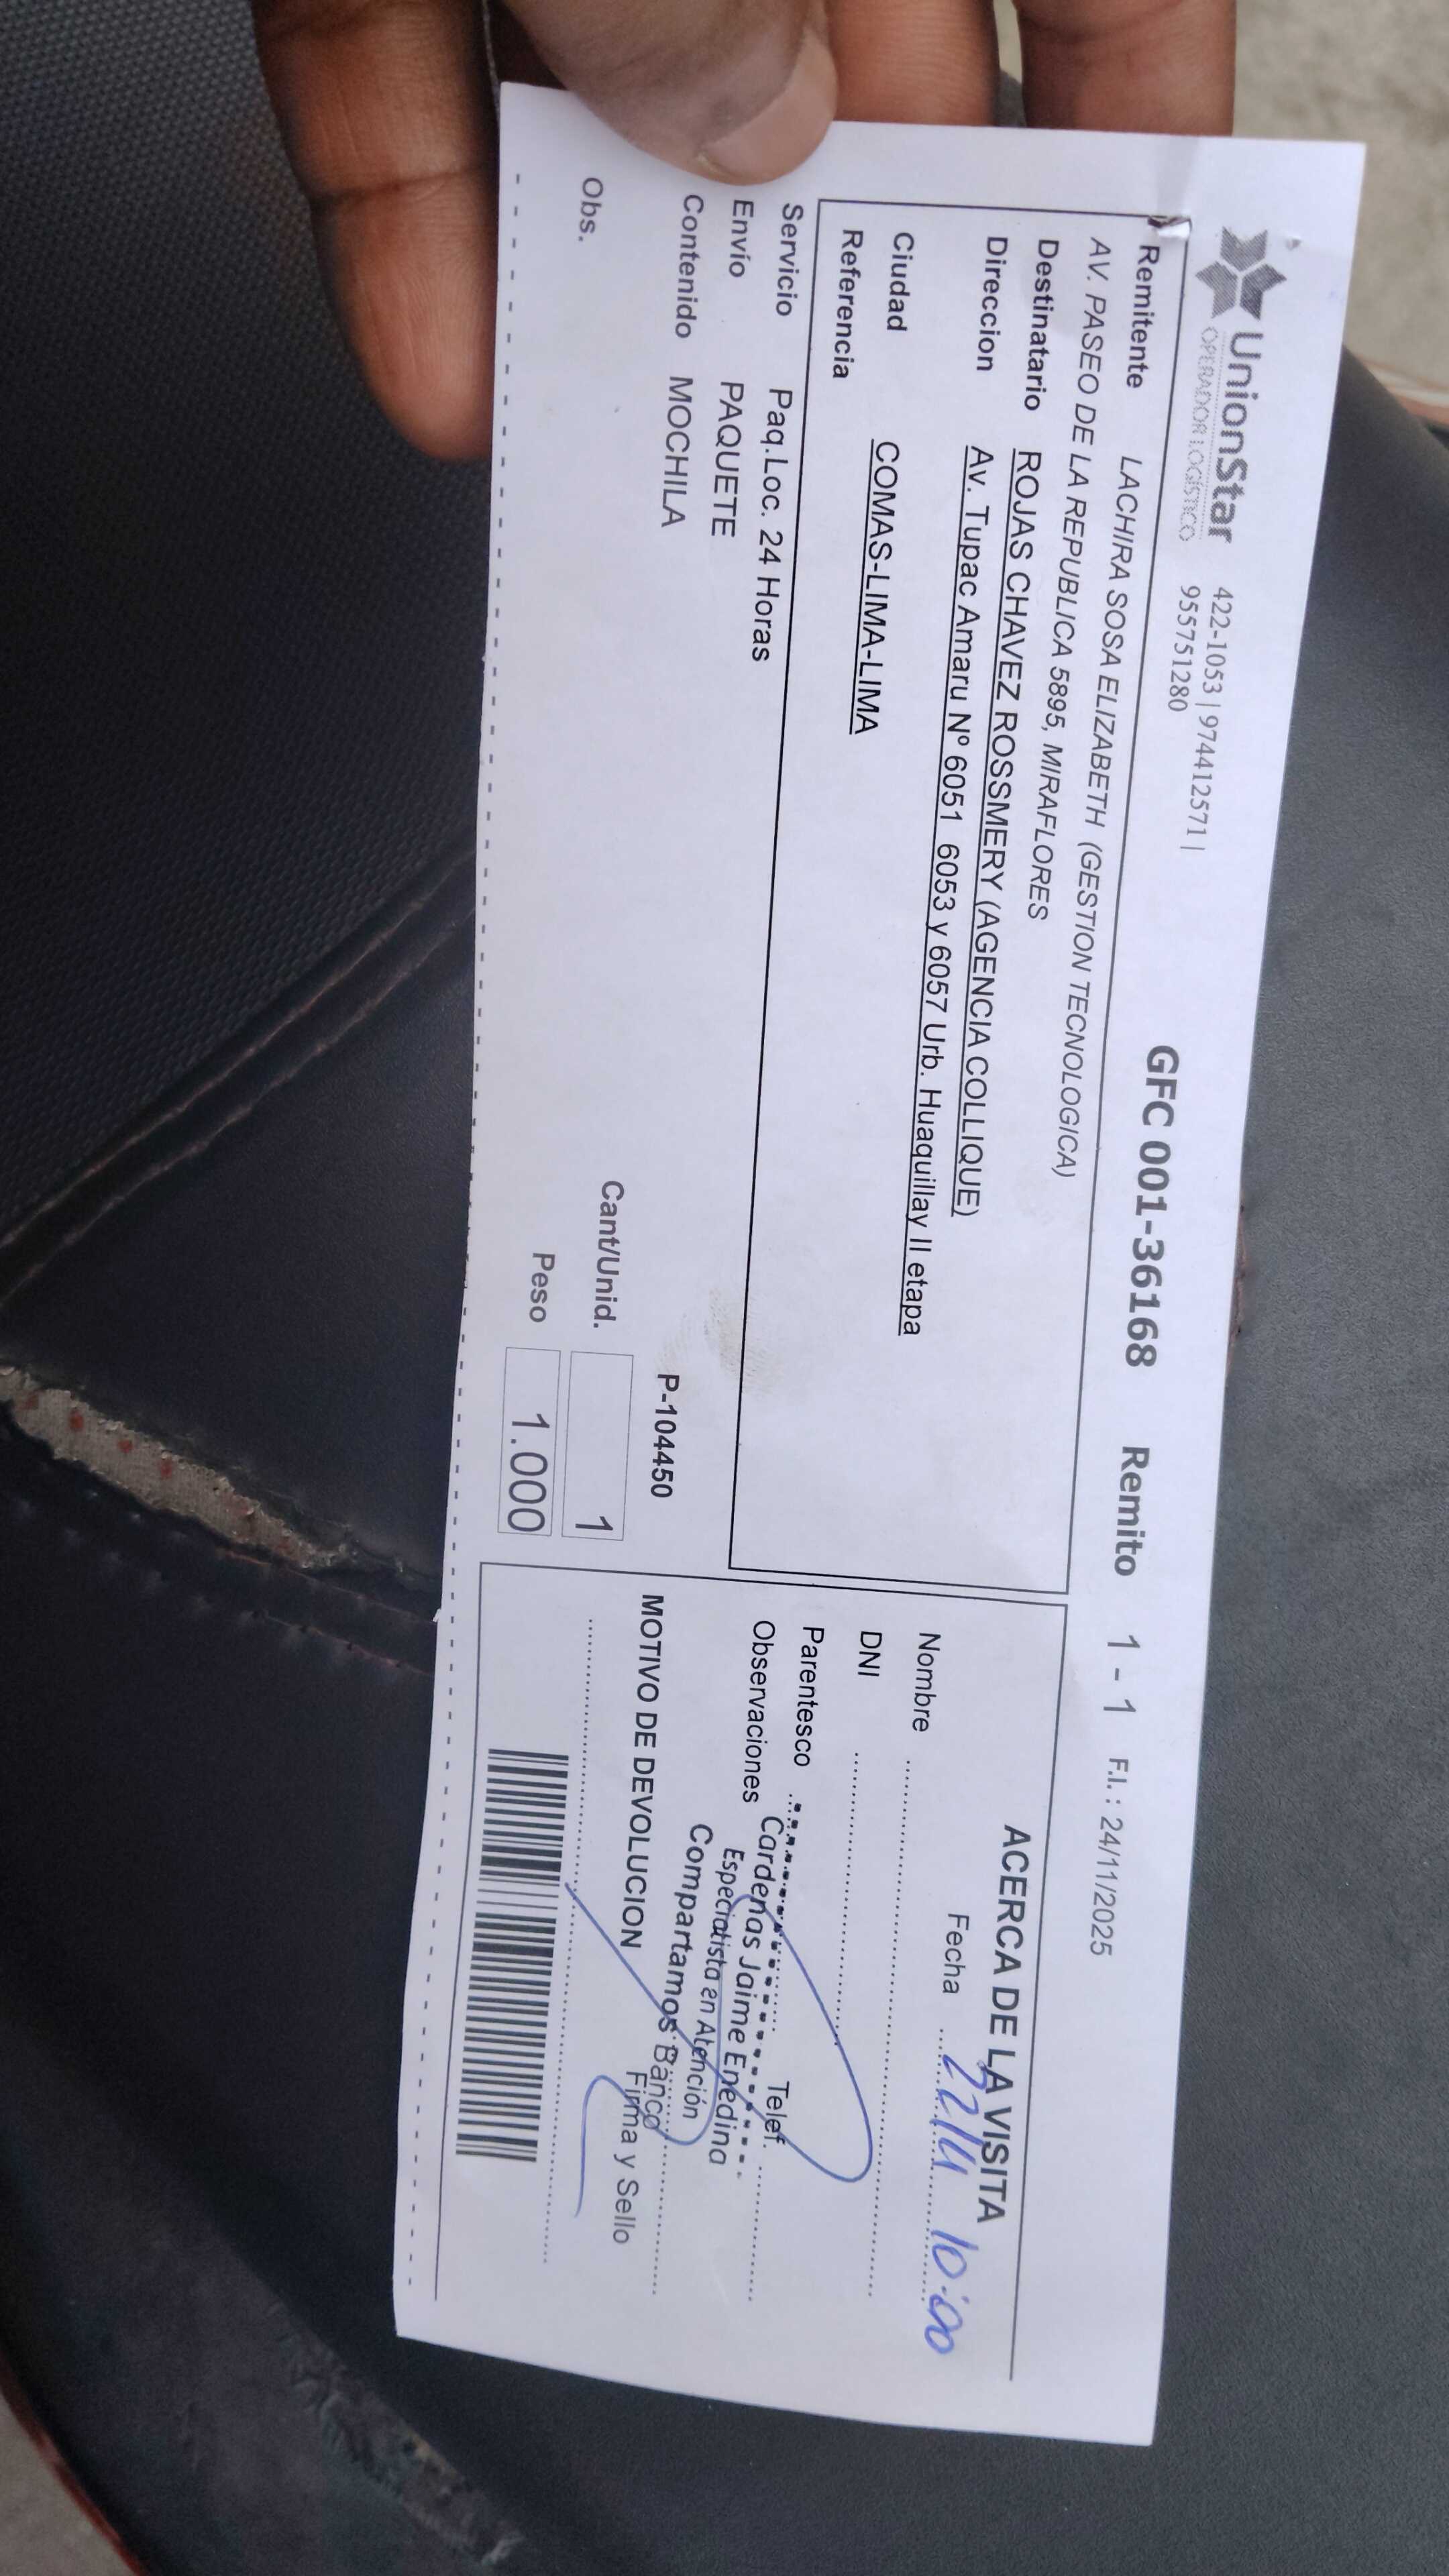 UnionStar
OPERADOR LOGÍSTICO
422-1053 | 974412571 |
955751280
GFC 001-36168 Remito 1 - 1 F.I. : 24/11/2025
Remitente LACHIRA SOSA ELIZABETH (GESTION TECNOLOGICA)
AV. PASEO DE LA REPUBLICA 5895, MIRAFLORES
Destinatario ROJAS CHAVEZ ROSSMERY (AGENCIA COLLIQUE)
Direccion Av. Tupac Amaru Nº 6051 6053 y 6057 Urb. Huaquillay II etapa
Ciudad COMAS-LIMA-LIMA
Referencia
Servicio Paq.Loc. 24 Horas
Envío PAQUETE
Contenido MOCHILA
P-104450
Obs.
Cant/Unid. 1
Peso 1.000
ACERCA DE LA VISITA
Fecha 10:00
Nombre
DNI
Parentesco Telef.
Observaciones
Cardenas Jaime Enedina
Especialista en Atención
Compartamos Banco
MOTIVO DE DEVOLUCION
Firma y Sello